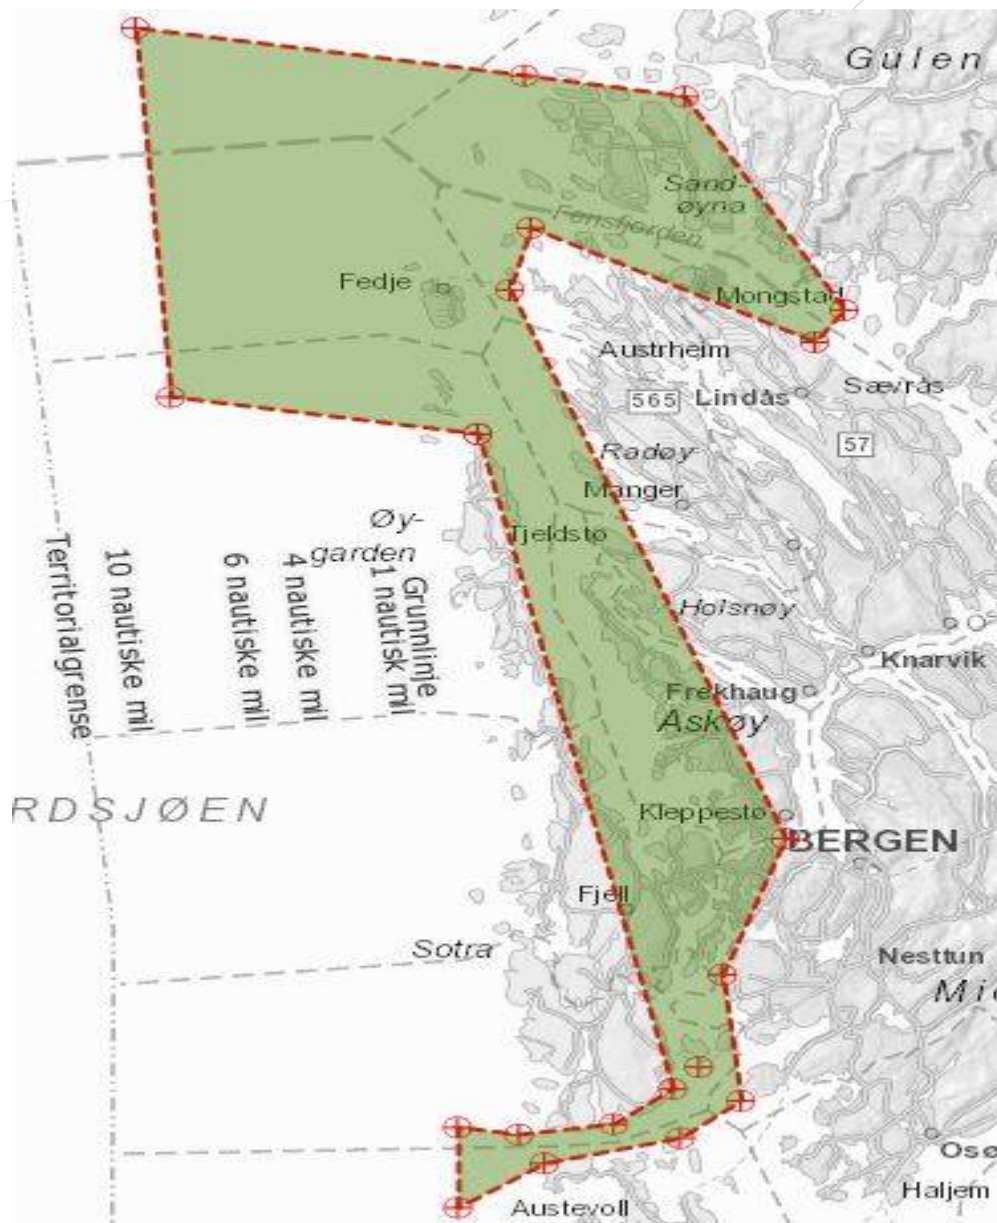 Gulen
Sand-
øyna
Fensfjorden
Fedje
Mongstad
Austrheim
Sævrås
565
Lindås
57
Radøy
Manger
Øy-
garden
Tjeldstø
Territorialgrense
10 nautiske mil
6 nautiske mil
4 nautiske mil
1 nautisk mil
Grunnlinje
Holsnøy
Knarvik
Frekhaug
Askøy
RDSJØEN
Kleppestø
BERGEN
Fjell
Sotra
Nesttun
Mic
Osø
Haljem
Austevoll